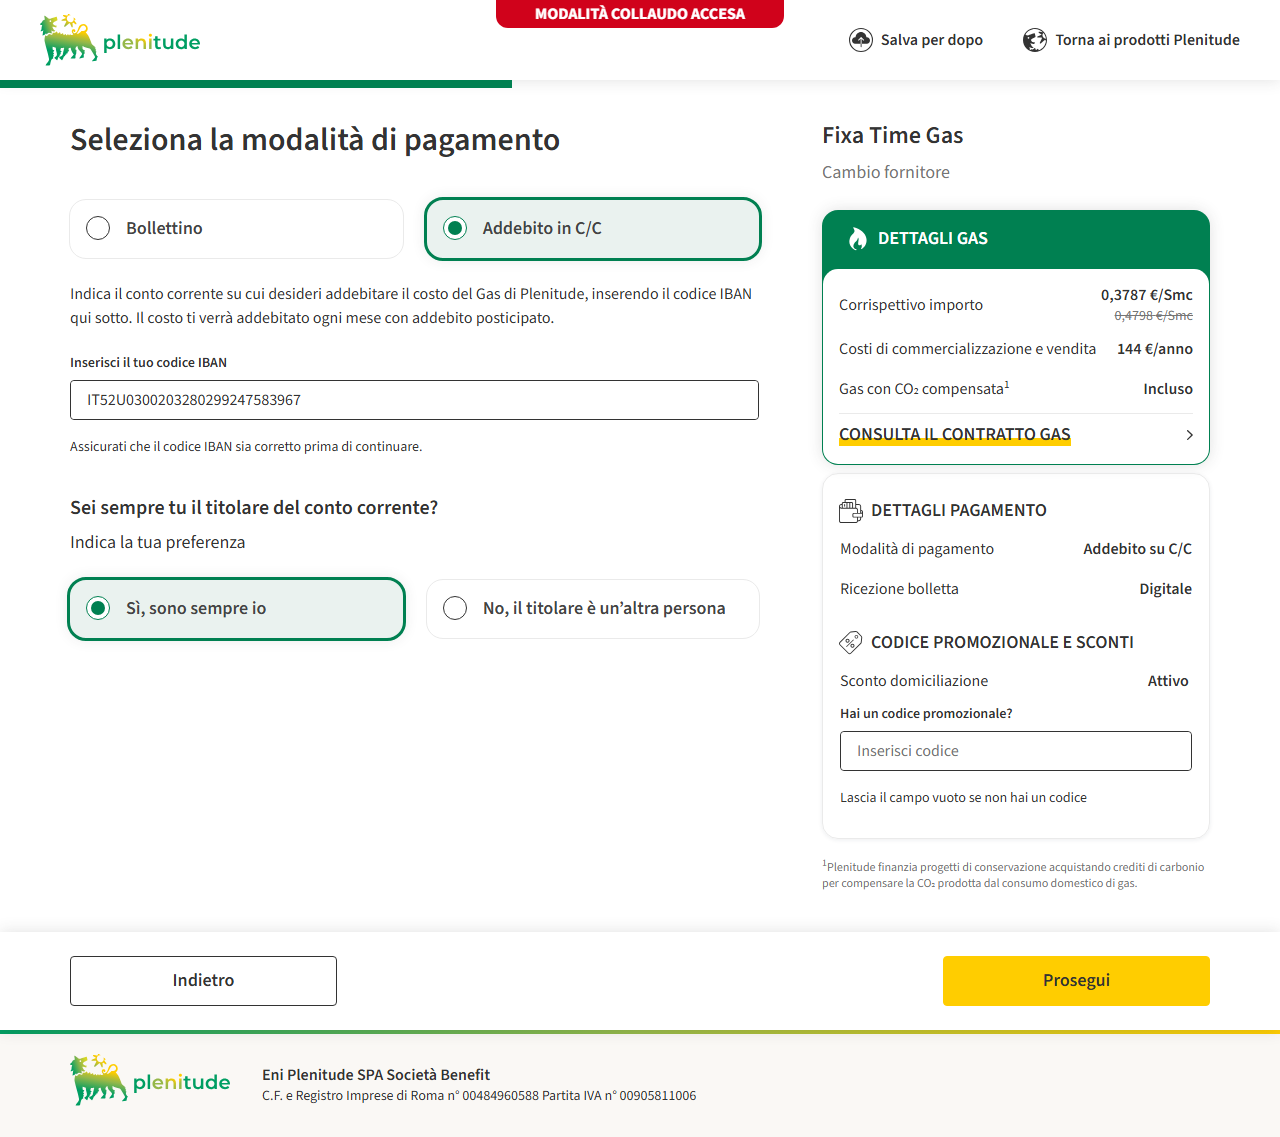 MODALITÀ COLLAUDO ACCESA
plenitude
Salva per dopo
Torna ai prodotti Plenitude
Seleziona la modalità di pagamento
Bollettino
Addebito in C/C
Indica il conto corrente su cui desideri addebitare il costo del Gas di Plenitude, inserendo il codice IBAN
qui sotto. Il costo ti verrà addebitato ogni mese con addebito posticipato.
Inserisci il tuo codice IBAN
IT52U0300203280299247583967
Assicurati che il codice IBAN sia corretto prima di continuare.
Sei sempre tu il titolare del conto corrente?
Indica la tua preferenza
Sì, sono sempre io
No, il titolare è un’altra persona
Fixa Time Gas
Cambio fornitore
DETTAGLI GAS
Corrispettivo importo
0,3787 €/Smc
0,4798 €/Smc
Costi di commercializzazione e vendita 144 €/anno
Gas con CO₂ compensata¹ Incluso
CONSULTA IL CONTRATTO GAS
DETTAGLI PAGAMENTO
Modalità di pagamento Addebito su C/C
Ricezione bolletta Digitale
CODICE PROMOZIONALE E SCONTI
Sconto domiciliazione Attivo
Hai un codice promozionale?
Inserisci codice
Lascia il campo vuoto se non hai un codice
¹Plenitude finanzia progetti di conservazione acquistando crediti di carbonio
per compensare la CO₂ prodotta dal consumo domestico di gas.
Indietro
Prosegui
plenitude
Eni Plenitude SPA Società Benefit
C.F. e Registro Imprese di Roma n° 00484960588 Partita IVA n° 00905811006